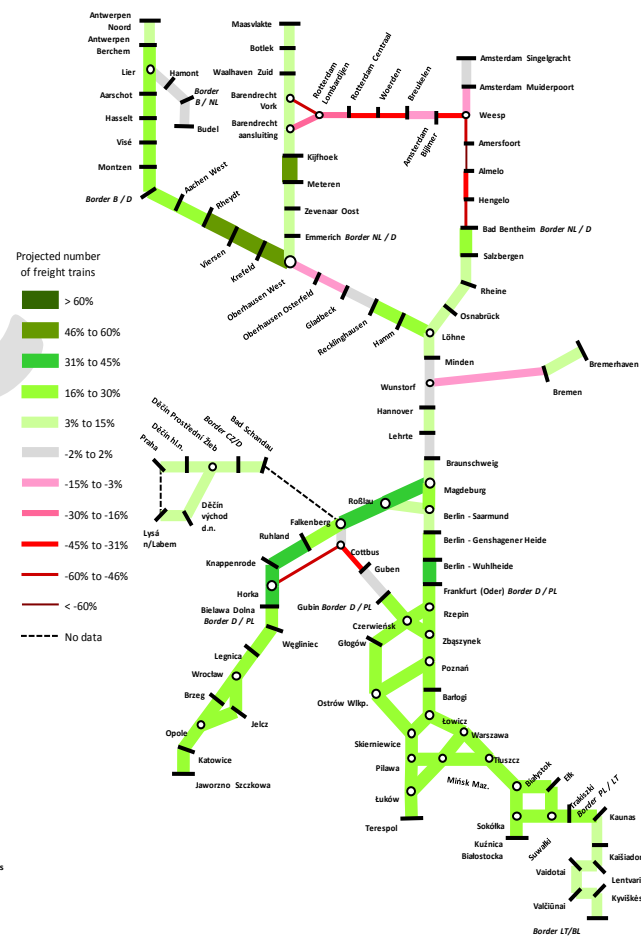 Antwerpen
Noord
Antwerpen
Berchem
Lier
Hamont
Border
B / NL
Budel
Aarschot
Hasselt
Visé
Montzen
Border B / D
Aachen West
Rheydt
Viersen
Krefeld
Oberhausen West
Oberhausen Osterfeld
Gladbeck
Recklinghausen
Hamm
Maasvlakte
Botlek
Waalhaven Zuid
Barendrecht
Vork
Barendrecht
aansluiting
Kijfhoek
Meteren
Zevenaar Oost
Emmerich Border NL / D
Rotterdam
Lombardijen
Rotterdam Centraal
Woerden
Breukelen
Amsterdam
Bijlmer
Amsterdam Singelgracht
Amsterdam Muiderpoort
Weesp
Amersfoort
Almelo
Hengelo
Bad Bentheim Border NL / D
Salzbergen
Rheine
Osnabrück
Löhne
Minden
Wunstorf
Bremen
Bremerhaven
Hannover
Lehrte
Braunschweig
Magdeburg
Roßlau
Berlin - Saarmund
Berlin - Genshagener Heide
Berlin - Wuhlheide
Frankfurt (Oder) Border D / PL
Rzepin
Zbąszynek
Poznań
Barłogi
Łowicz
Warszawa
Tłuszcz
Skierniewice
Pilawa
Mińsk Maz.
Łuków
Terespol
Białystok
Ełk
Trakiszki
Border PL / LT
Sokółka
Kuźnica
Białostocka
Suwałki
Kaunas
Kaišiador
Vaidotai
Lentvari
Valčiūnai
Kyviškės
Border LT/BL
Projected number
of freight trains
> 60%
46% to 60%
31% to 45%
16% to 30%
3% to 15%
-2% to 2%
-15% to -3%
-30% to -16%
-45% to -31%
-60% to -46%
< -60%
No data
Praha
Děčín hl.n.
Děčín Prostřední Žleb
Border CZ/D
Bad Schandau
Lysá
n/Labem
Děčín
východ
d.n.
Falkenberg
Ruhland
Knappenrode
Cottbus
Guben
Gubin Border D / PL
Horka
Bielawa Dolna
Border D / PL
Węgliniec
Legnica
Wrocław
Brzeg
Jelcz
Opole
Katowice
Jaworzno Szczkowa
Czerwieńsk
Głogów
Ostrów Wlkp.
s